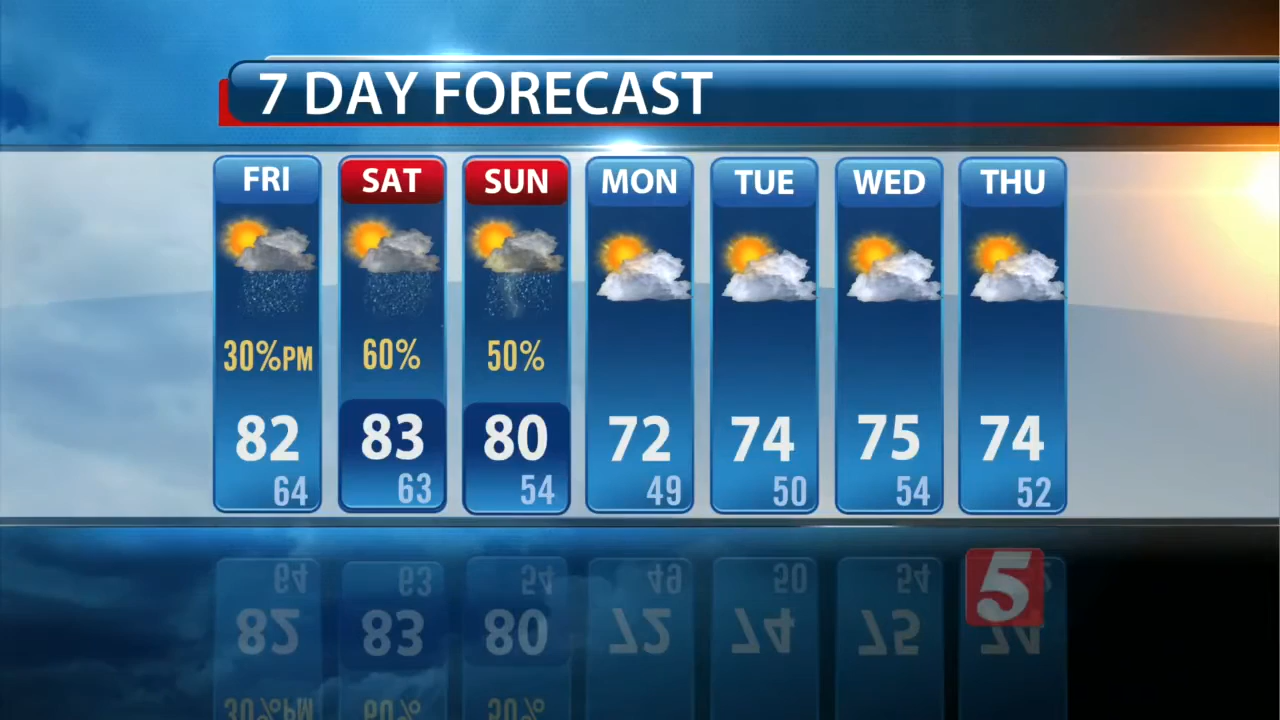 7 DAY FORECAST
FRI SAT SUN MON TUE WED THU
30%PM 60% 50%
82 83 80 72 74 75 74
64 63 54 49 50 54 52
5